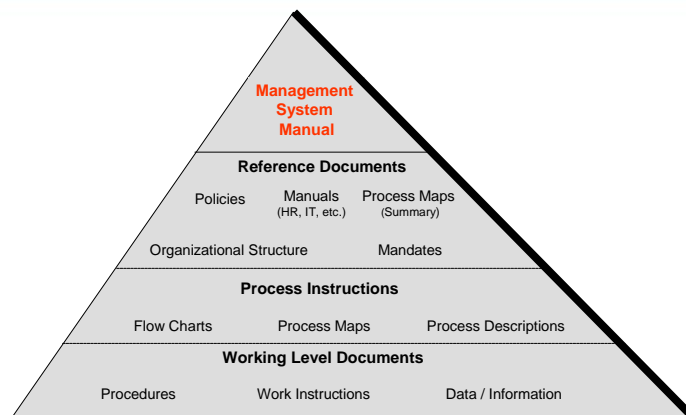 Management
System
Manual
Reference Documents
Policies Manuals Process Maps
(HR, IT, etc.) (Summary)
Organizational Structure Mandates
Process Instructions
Flow Charts Process Maps Process Descriptions
Working Level Documents
Procedures Work Instructions Data / Information